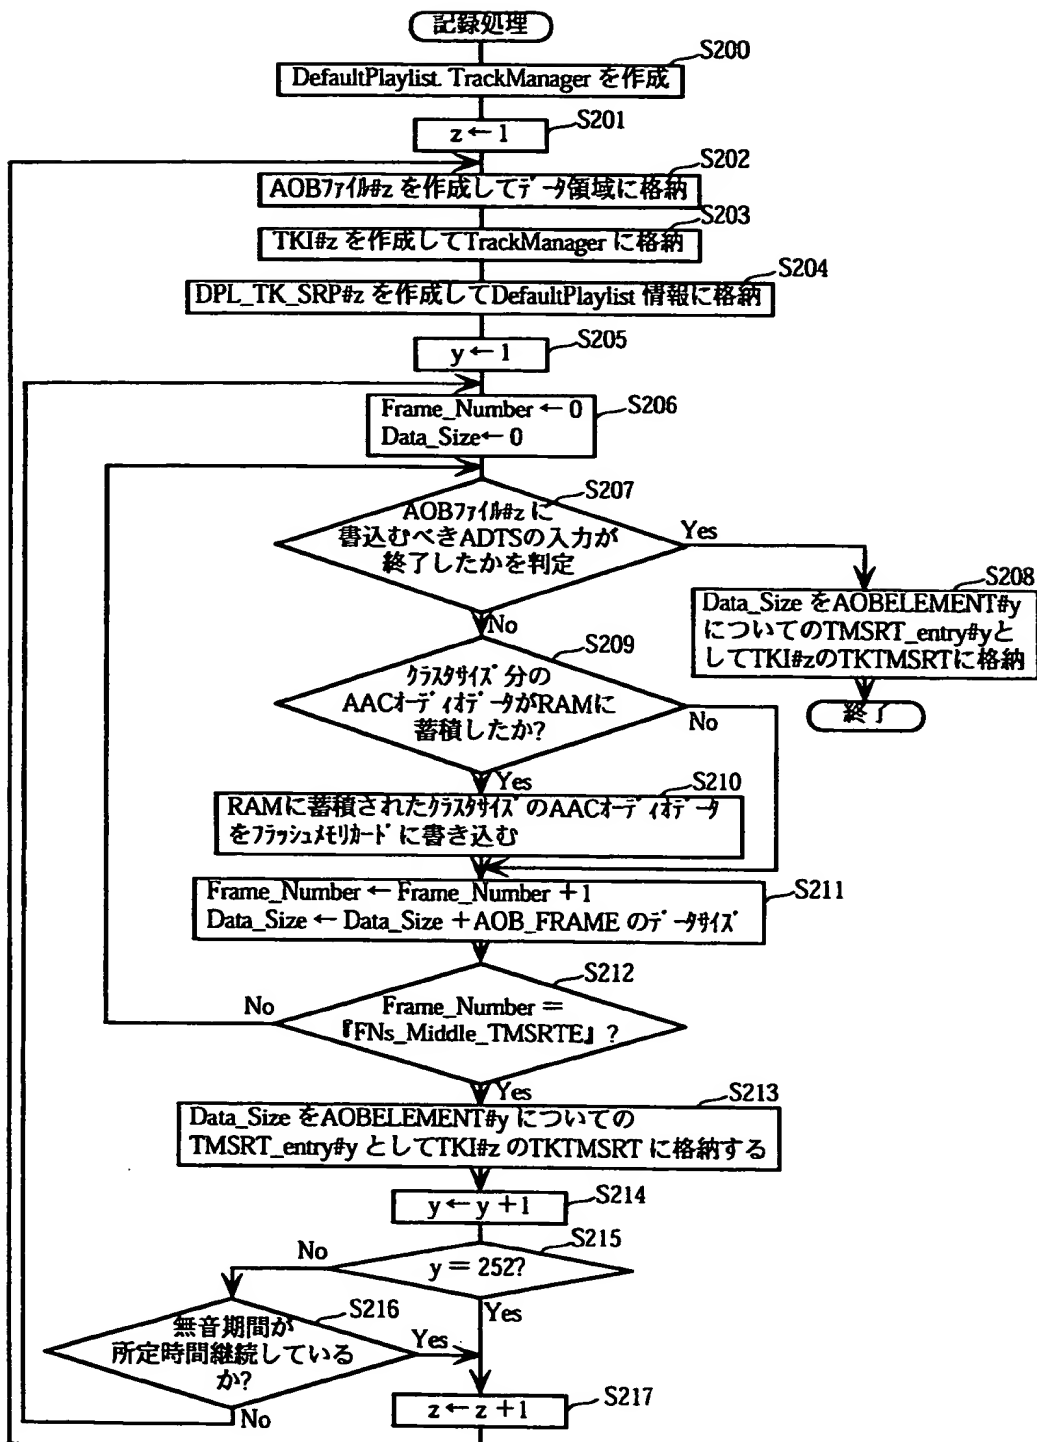 記録処理
S200
DefaultPlaylist. TrackManager を作成
S201
z ← 1
S202
AOBファイル#z を作成してデータ領域に格納
S203
TKI#z を作成してTrackManager に格納
S204
DPL_TK_SRP#z を作成してDefaultPlaylist 情報に格納
S205
y ← 1
S206
Frame_Number ← 0
Data_Size ← 0
S207
AOBファイル#z に
書込むべきADTSの入力が
終了したかを判定
Yes
No
S208
Data_Size をAOBELEMENT#y
についてのTMSRT_entry#yと
してTKI#zのTKTMSRTに格納
終了
S209
クラスタサイズ分の
AACオーディオデータがRAMに
蓄積したか?
No
Yes
S210
RAMに蓄積されたクラスタサイズのAACオーディオデータ
をフラッシュメモリカードに書き込む
S211
Frame_Number ← Frame_Number +1
Data_Size ← Data_Size +AOB_FRAME のデータサイズ
S212
No
Frame_Number =
『FNs_Middle_TMSRTE』?
Yes
S213
Data_Size をAOBELEMENT#y についての
TMSRT_entry#y としてTKI#z のTKTMSRT に格納する
S214
y ← y +1
S215
No
y = 252?
Yes
S216
無音期間が
所定時間継続している
か?
Yes
No
S217
z ← z +1